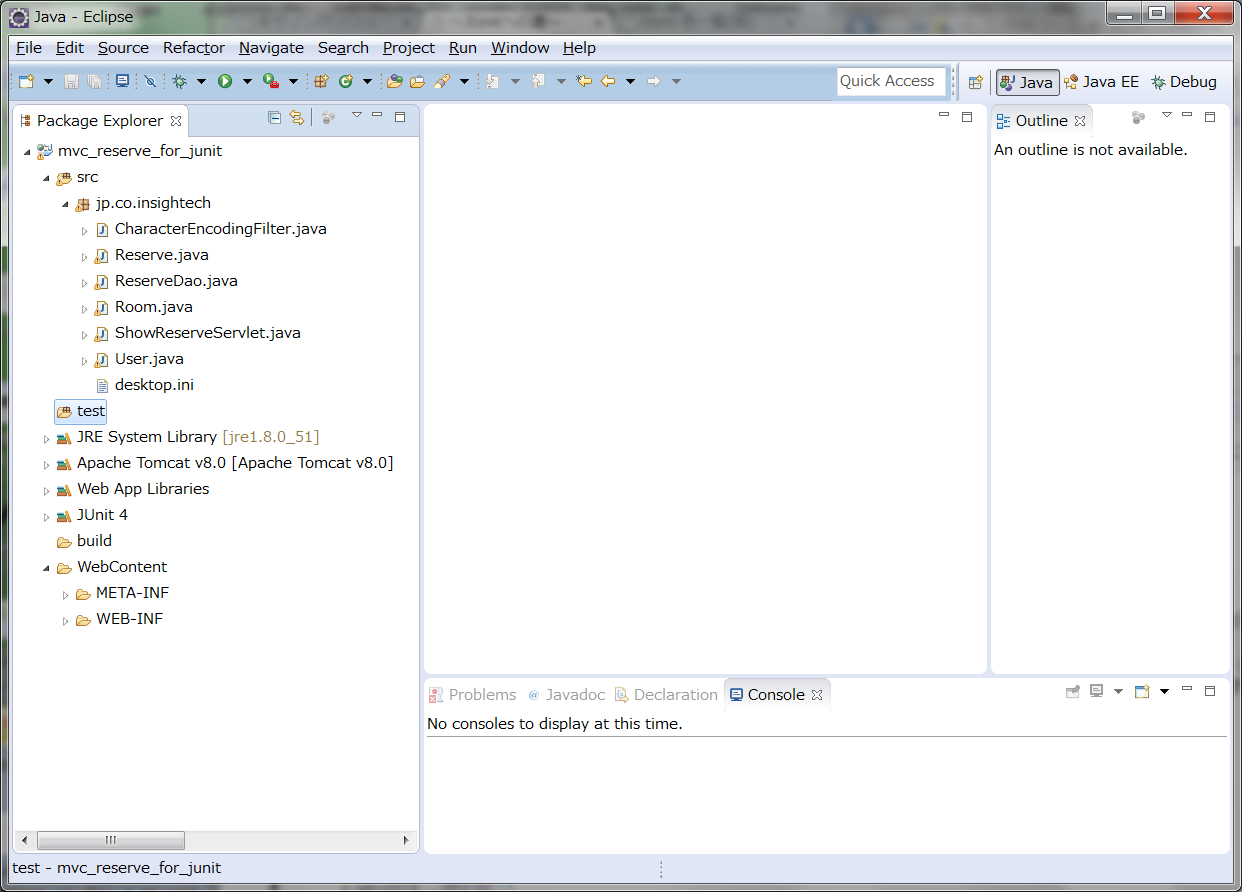 Java - Eclipse
File Edit Source Refactor Navigate Search Project Run Window Help
Quick Access Java Java EE Debug
Package Explorer
mvc_reserve_for_junit
src
jp.co.insightech
CharacterEncodingFilter.java
Reserve.java
ReserveDao.java
Room.java
ShowReserveServlet.java
User.java
desktop.ini
test
JRE System Library [jre1.8.0_51]
Apache Tomcat v8.0 [Apache Tomcat v8.0]
Web App Libraries
JUnit 4
build
WebContent
META-INF
WEB-INF
Outline
An outline is not available.
Problems @ Javadoc Declaration Console
No consoles to display at this time.
test - mvc_reserve_for_junit